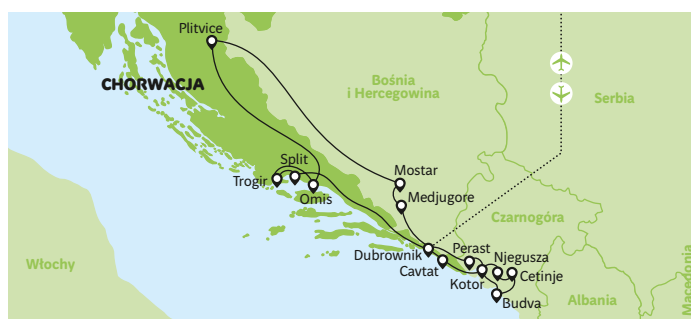 Plitvice
CHORWACJA
Bośnia
i Hercegowina
Serbia
Split
Trogir
Omis
Mostar
Medjugore
Czarnogóra
Włochy
Dubrownik
Cavtat
Perast
Njegusza
Kotor
Cetinje
Budva
Albania
Macedonia